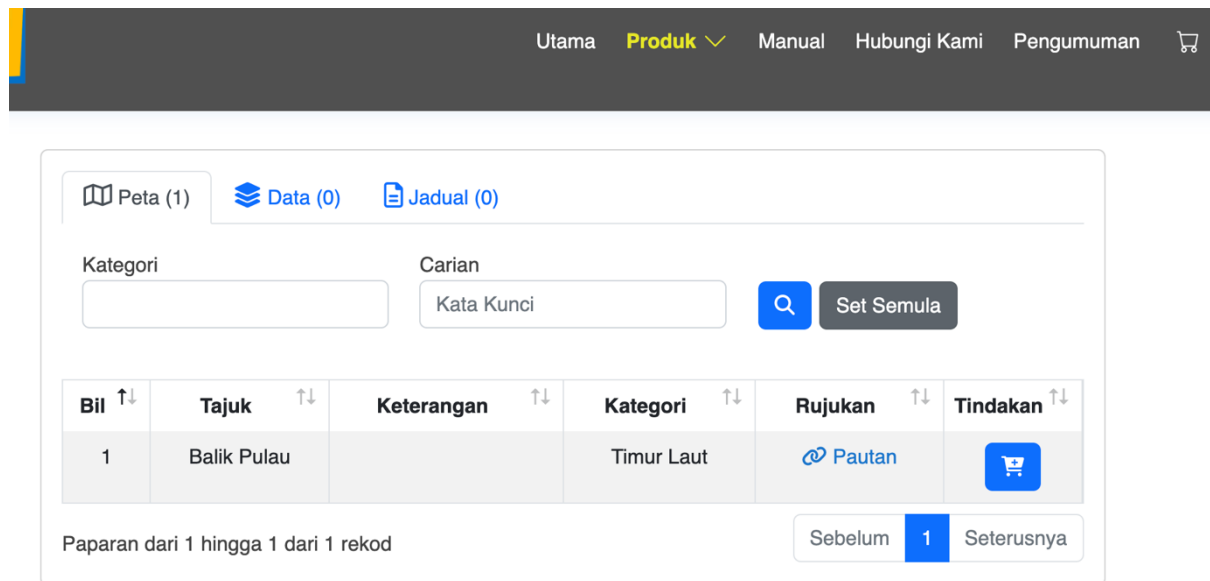 Utama Produk Manual Hubungi Kami Pengumuman
Peta (1) Data (0) Jadual (0)
Kategori Carian
Kata Kunci Set Semula
Bil Tajuk Keterangan Kategori Rujukan Tindakan
1 Balik Pulau Timur Laut Pautan
Paparan dari 1 hingga 1 dari 1 rekod Sebelum 1 Seterusnya